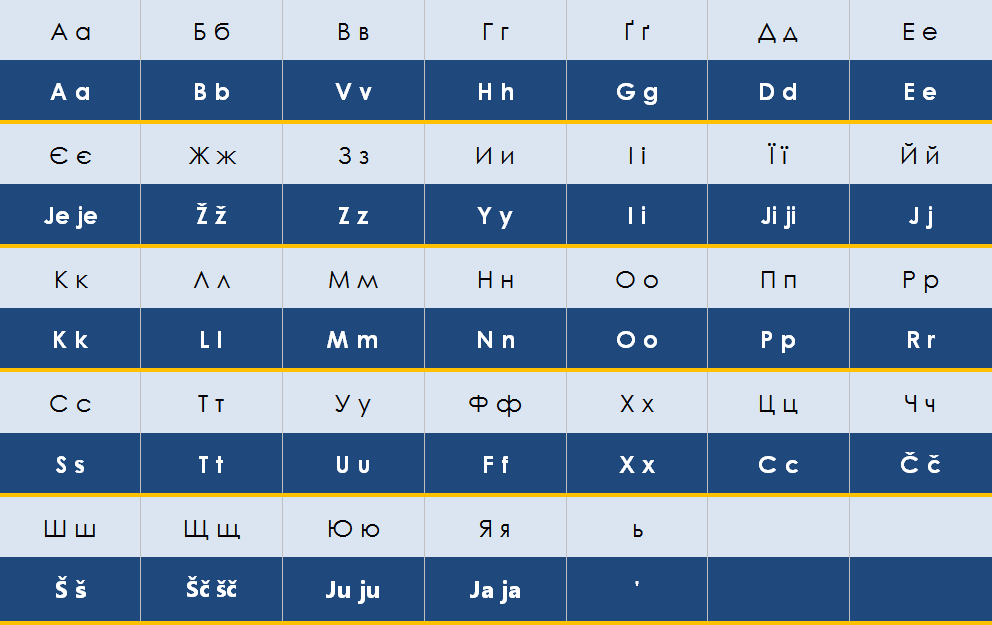 А а Б б В в Г г Ґ ґ Д д Е е
A a B b V v H h G g D d E e
Є є Ж ж З з И и І і Ї ї Й й
Je je Ž ž Z z Y y I i Ji ji J j
К к Л л М м Н н О о П п Р р
K k L l M m N n O o P p R r
С с Т т У у Ф ф Х х Ц ц Ч ч
S s T t U u F f X x C c Č č
Ш ш Щ щ Ю ю Я я ь
Š š Šč šč Ju ju Ja ja '